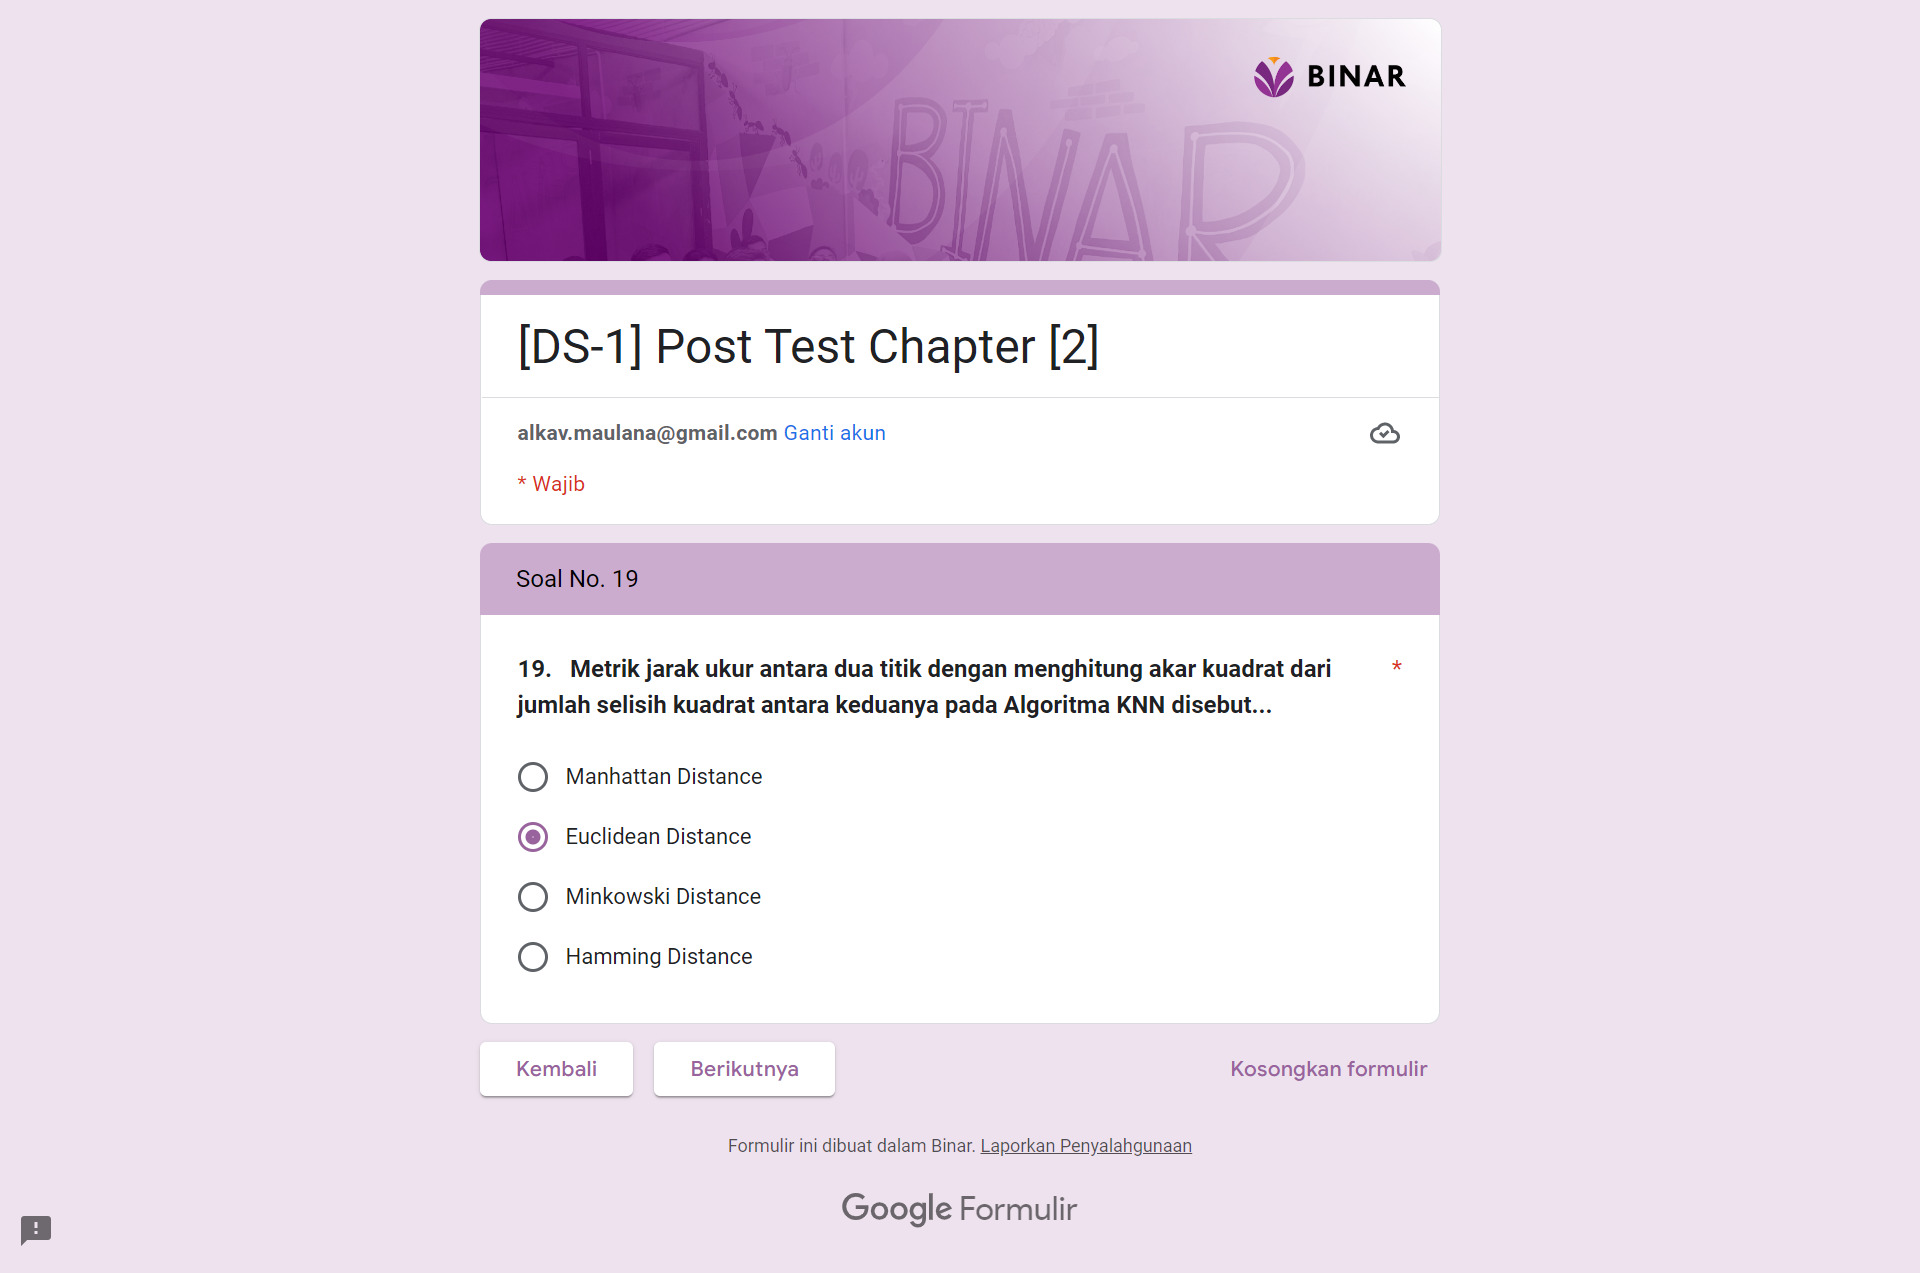 BINAR
BINAR
[DS-1] Post Test Chapter [2]
alkav.maulana@gmail.com Ganti akun
* Wajib
Soal No. 19
19. Metrik jarak ukur antara dua titik dengan menghitung akar kuadrat dari *
jumlah selisih kuadrat antara keduanya pada Algoritma KNN disebut...
Manhattan Distance
Euclidean Distance
Minkowski Distance
Hamming Distance
Kembali
Berikutnya
Kosongkan formulir
Formulir ini dibuat dalam Binar. Laporkan Penyalahgunaan
Google Formulir